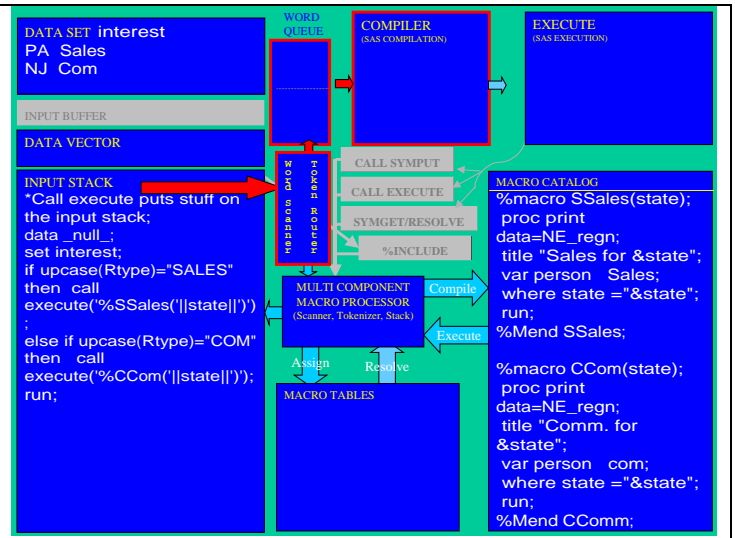 DATA SET interest
PA Sales
NJ Com
INPUT BUFFER
DATA VECTOR
WORD
QUEUE
COMPILER
(SAS COMPILATION)
EXECUTE
(SAS EXECUTION)
INPUT STACK
*Call execute puts stuff on
the input stack;
data _null_;
set interest;
if upcase(Rtype)="SALES"
then call
execute('%SSales('||state||')')
;
else if upcase(Rtype)="COM"
then call
execute('%CCom('||state||')');
run;
Word Scanner
Token Router
CALL SYMPUT
CALL EXECUTE
SYMGET/RESOLVE
%INCLUDE
MULTI COMPONENT
MACRO PROCESSOR
(Scanner, Tokenizer, Stack)
Compile
Execute
Assign
Resolve
MACRO TABLES
MACRO CATALOG
%macro SSales(state);
proc print
data=NE_regn;
title "Sales for &state";
var person Sales;
where state ="&state";
run;
%Mend SSales;
%macro CCom(state);
proc print
data=NE_regn;
title "Comm. for
&state";
var person com;
where state ="&state";
run;
%Mend CComm;